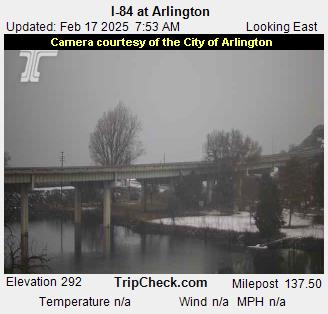 I-84 at Arlington
Updated: Feb 17 2025 7:53 AM Looking East
Camera courtesy of the City of Arlington
Elevation 292 TripCheck.com Milepost 137.50
Temperature n/a Wind n/a MPH n/a